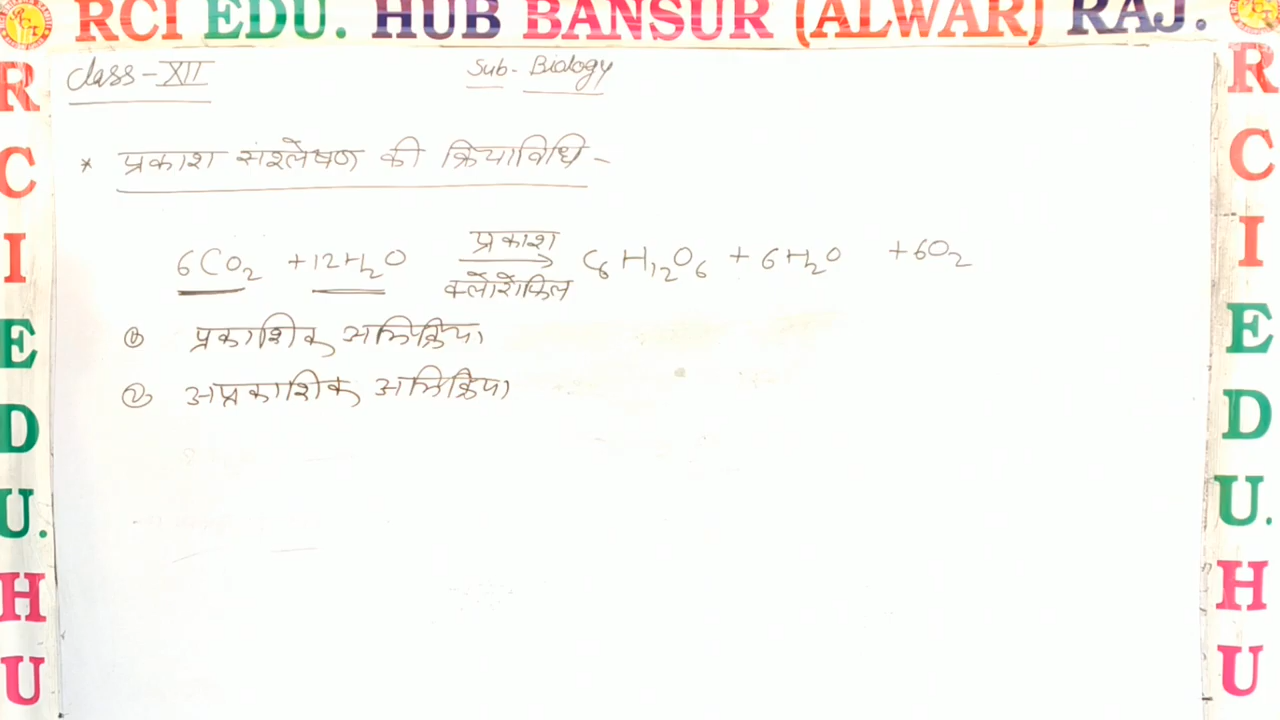 RCI EDU. HUB BANSUR (ALWAR) RAJ.
Class - XII
Sub - Biology
* प्रकाश संश्लेषण की क्रियाविधि -
6CO2 + 12H2O प्रकाश → क्लोरोफिल C6H12O6 + 6H2O + 6O2
① प्रकाशिक अभिक्रिया
② अप्रकाशिक अभिक्रिया
R C I E D U. H U
R C I E D U. H U